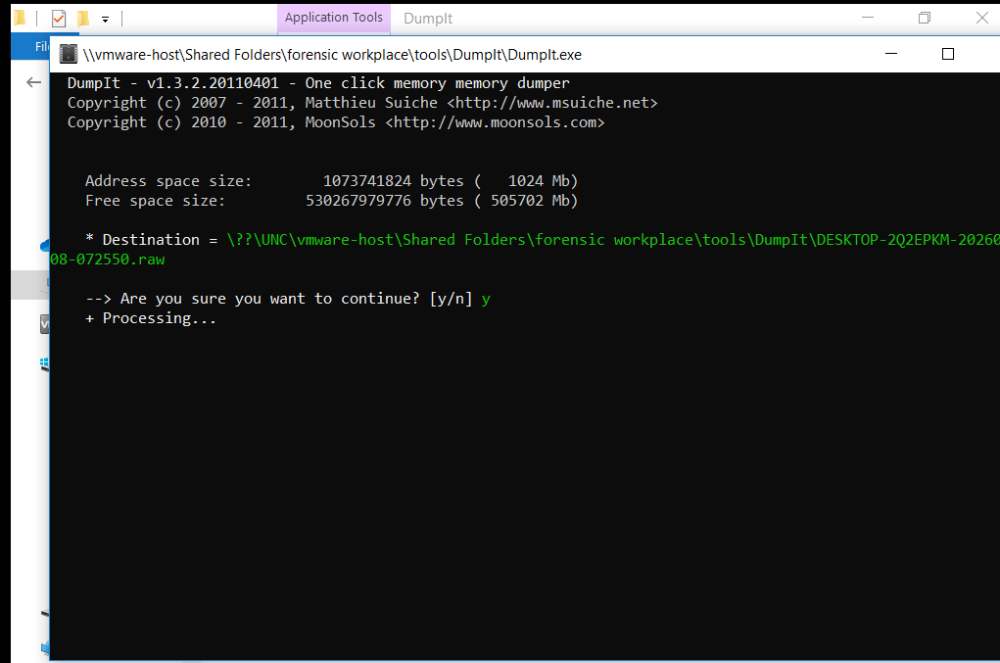 Application Tools DumpIt
Fil
\\vmware-host\Shared Folders\forensic workplace\tools\DumpIt\DumpIt.exe
DumpIt - v1.3.2.20110401 - One click memory memory dumper
Copyright (c) 2007 - 2011, Matthieu Suiche <http://www.msuiche.net>
Copyright (c) 2010 - 2011, MoonSols <http://www.moonsols.com>
Address space size: 1073741824 bytes ( 1024 Mb)
Free space size: 530267979776 bytes ( 505702 Mb)
* Destination = \??\UNC\vmware-host\Shared Folders\forensic workplace\tools\DumpIt\DESKTOP-2Q2EPKM-20260
08-072550.raw
--> Are you sure you want to continue? [y/n] y
+ Processing...